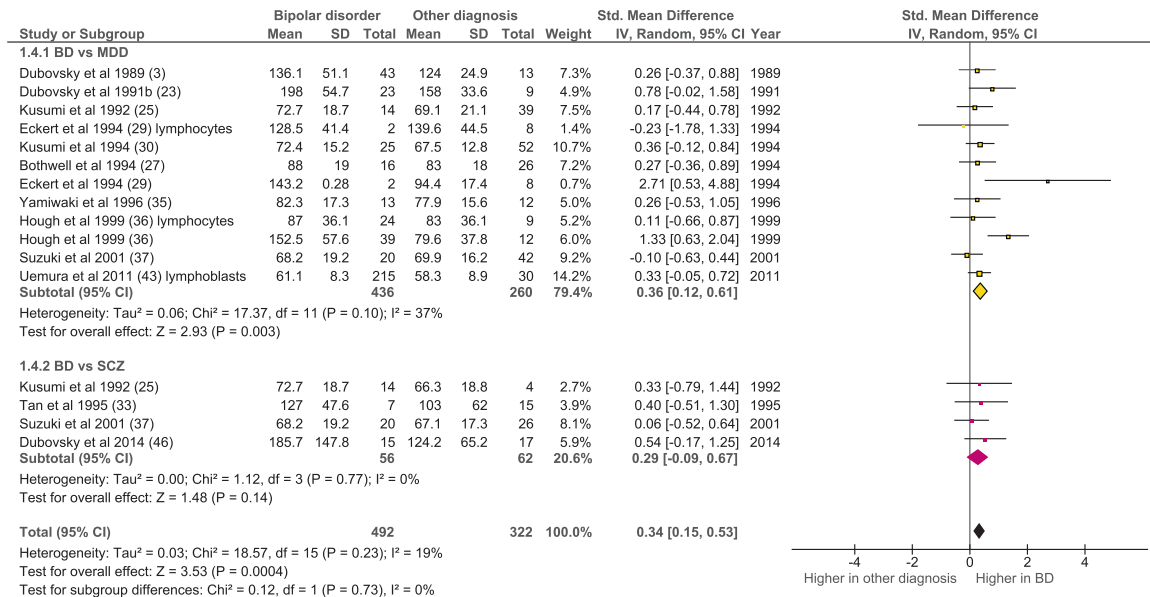 Bipolar disorder Other diagnosis Std. Mean Difference Std. Mean Difference
Study or Subgroup Mean SD Total Mean SD Total Weight IV, Random, 95% CI Year IV, Random, 95% CI
1.4.1 BD vs MDD
Dubovsky et al 1989 (3) 136.1 51.1 43 124 24.9 13 7.3% 0.26 [-0.37, 0.88] 1989
Dubovsky et al 1991b (23) 198 54.7 23 158 33.6 9 4.9% 0.78 [-0.02, 1.58] 1991
Kusumi et al 1992 (25) 72.7 18.7 14 69.1 21.1 39 8.0% 0.17 [-0.44, 0.78] 1992
Eckert et al 1994 (29) lymphocytes 128.5 41.4 2 139.6 44.5 8 1.4% -0.23 [-1.78, 1.33] 1994
Kusumi et al 1994 (30) 72.4 15.2 25 67.5 12.8 52 10.7% 0.36 [-0.12, 0.84] 1994
Bothwell et al 1994 (27) 88 19 16 83 18 26 7.3% 0.27 [-0.36, 0.89] 1994
Eckert et al 1994 (29) 143.2 0.28 2 94.4 17.4 8 0.7% 2.71 [0.53, 4.88] 1994
Yamiwaki et al 1996 (35) 82.3 17.3 13 77.9 15.6 12 5.0% 0.26 [-0.53, 1.05] 1996
Hough et al 1999 (36) lymphocytes 87 36.1 24 83 36.1 9 5.2% 0.11 [-0.66, 0.87] 1999
Hough et al 1999 (36) 152.5 57.6 39 79.6 37.8 12 6.0% 1.33 [0.63, 2.04] 1999
Suzuki et al 2001 (37) 68.2 19.2 20 69.9 16.2 42 9.2% -0.10 [-0.63, 0.44] 2001
Uemura et al 2011 (43) lymphoblasts 61.1 8.3 215 58.3 8.9 30 14.2% 0.33 [-0.05, 0.72] 2011
Subtotal (95% CI) 436 260 79.4% 0.36 [0.12, 0.61]
Heterogeneity: Tau² = 0.06; Chi² = 17.37, df = 11 (P = 0.10); I² = 37%
Test for overall effect: Z = 2.93 (P = 0.003)
1.4.2 BD vs SCZ
Kusumi et al 1992 (25) 72.7 18.7 14 66.3 18.8 4 2.7% 0.33 [-0.79, 1.44] 1992
Tan et al 1995 (33) 127 47.6 7 103 62 15 3.9% 0.40 [-0.51, 1.30] 1995
Suzuki et al 2001 (37) 68.2 19.2 20 67.1 17.3 26 8.1% 0.06 [-0.52, 0.64] 2001
Dubovsky et al 2014 (46) 185.7 147.8 15 124.2 65.2 17 5.9% 0.54 [-0.17, 1.25] 2014
Subtotal (95% CI) 56 62 20.6% 0.29 [-0.09, 0.67]
Heterogeneity: Tau² = 0.00; Chi² = 1.12, df = 3 (P = 0.77); I² = 0%
Test for overall effect: Z = 1.48 (P = 0.14)
Total (95% CI) 492 322 100.0% 0.34 [0.15, 0.53]
Heterogeneity: Tau² = 0.03; Chi² = 18.57, df = 15 (P = 0.23); I² = 19%
Test for overall effect: Z = 3.53 (P = 0.0004)
Test for subgroup differences: Chi² = 0.12, df = 1 (P = 0.73), I² = 0%
-4 -2 0 2 4
Higher in other diagnosis Higher in BD